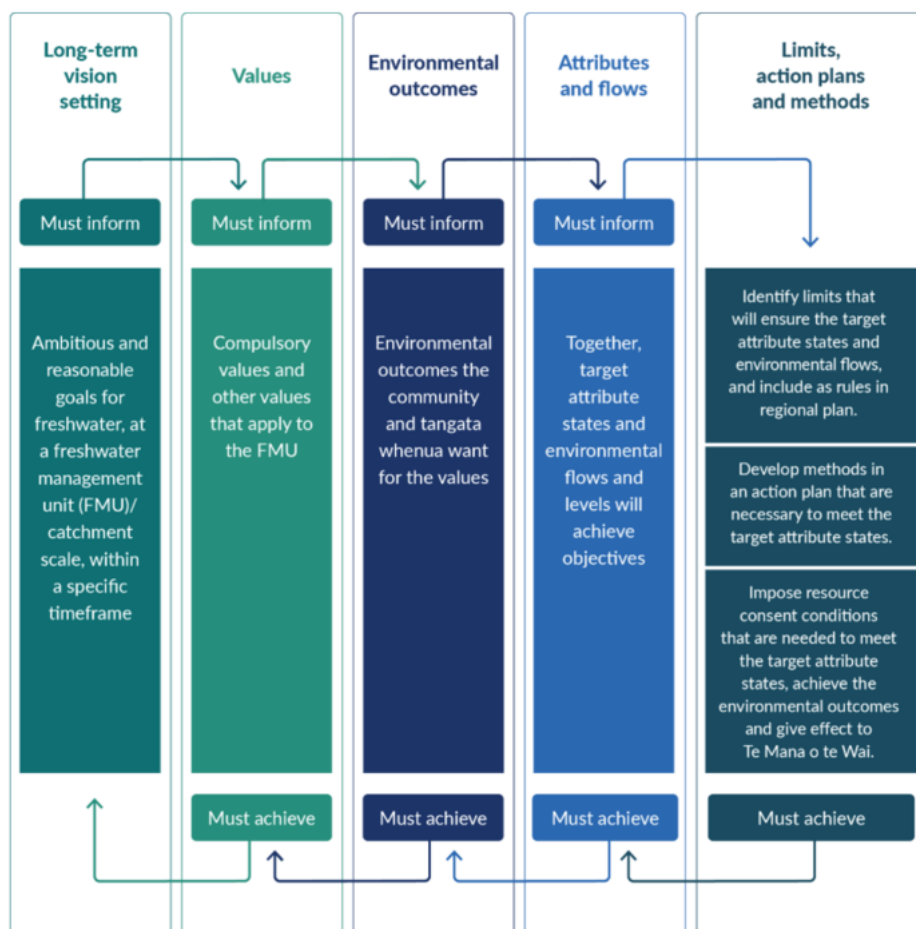 Long-term
vision
setting
Values
Environmental
outcomes
Attributes
and flows
Limits,
action plans
and methods
Must inform
Must inform
Must inform
Must inform
Ambitious and
reasonable
goals for
freshwater, at
a freshwater
management
unit (FMU)/
catchment
scale, within
a specific
timeframe
Compulsory
values and
other values
that apply to
the FMU
Environmental
outcomes the
community
and tangata
whenua want
for the values
Together,
target
attribute
states and
environmental
flows and
levels will
achieve
objectives
Identify limits that
will ensure the target
attribute states and
environmental flows,
and include as rules in
regional plan.
Develop methods in
an action plan that are
necessary to meet the
target attribute states.
Impose resource
consent conditions
that are needed to meet
the target attribute
states, achieve the
environmental outcomes
and give effect to
Te Mana o te Wai.
Must achieve
Must achieve
Must achieve
Must achieve